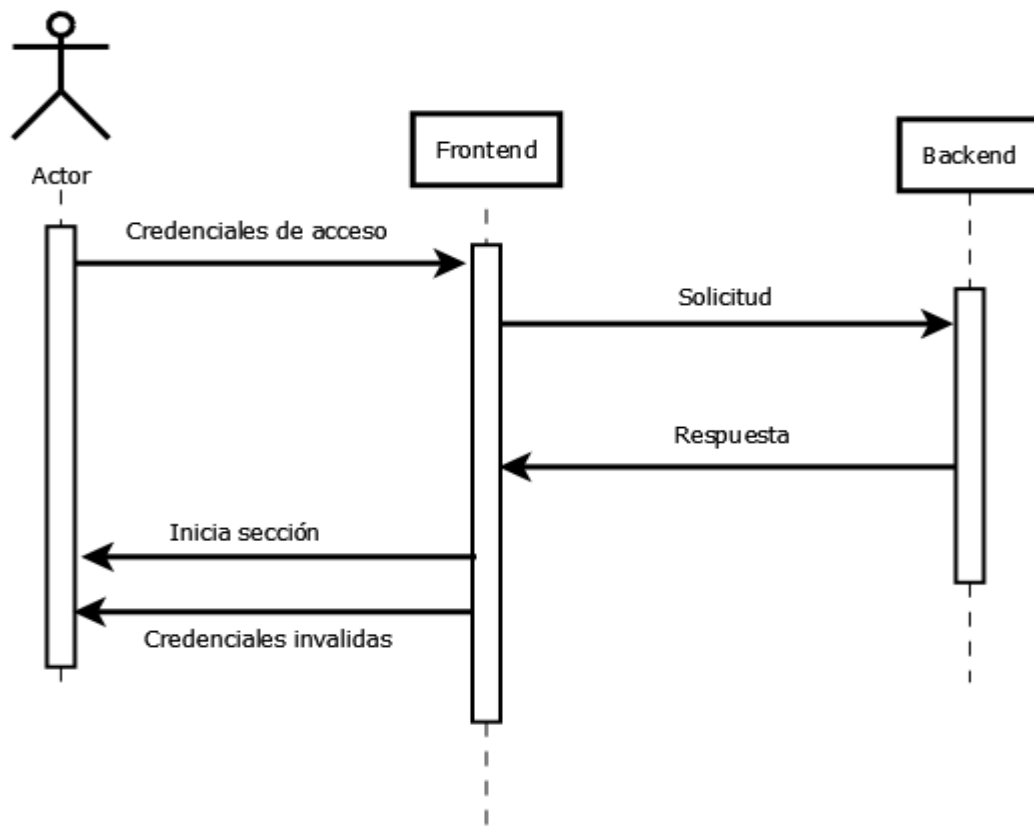 Actor
Frontend
Backend
Credenciales de acceso
Solicitud
Respuesta
Inicia sección
Credenciales invalidas